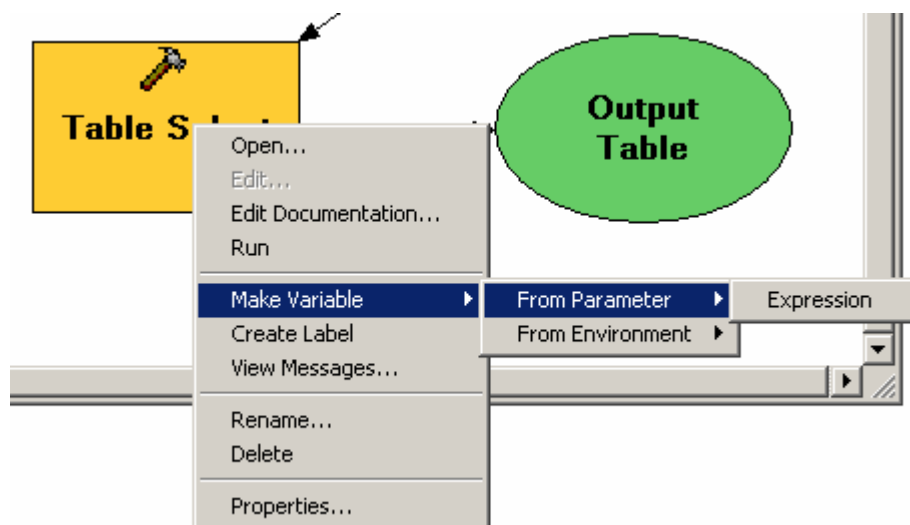 Table S
Output
Table
Open...
Edit...
Edit Documentation...
Run
Make Variable
From Parameter
Expression
Create Label
From Environment
View Messages...
Rename...
Delete
Properties...